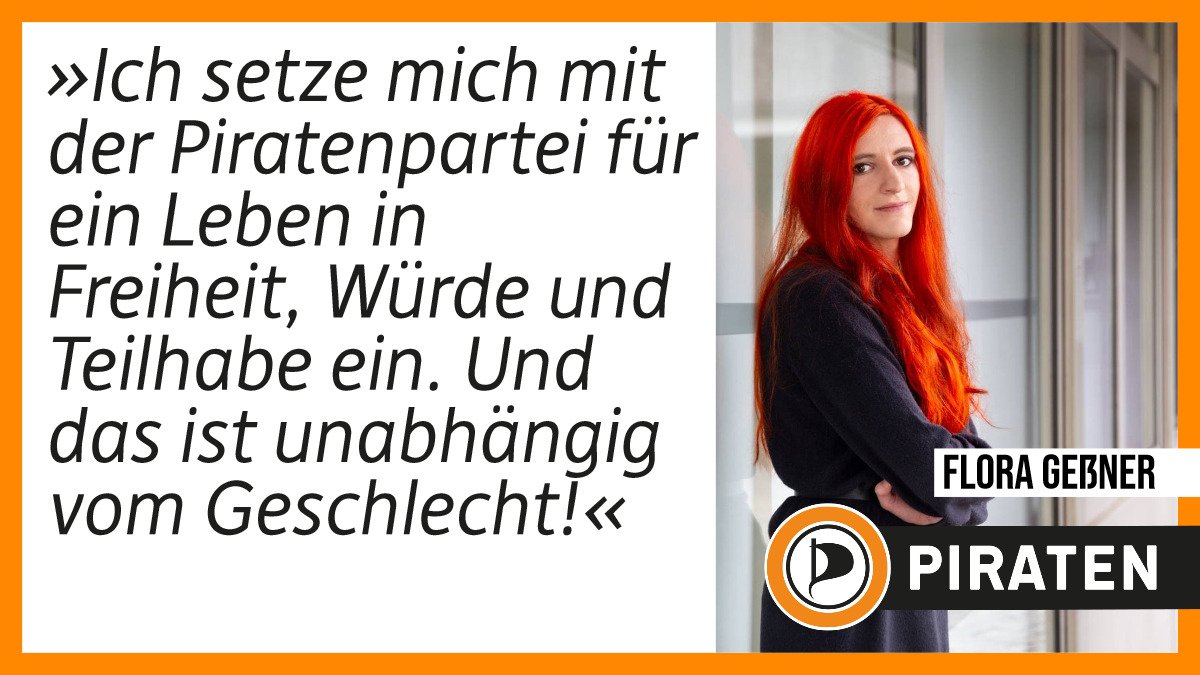 »Ich setze mich mit
der Piratenpartei für
ein Leben in
Freiheit, Würde und
Teilhabe ein. Und
das ist unabhängig
vom Geschlecht!«
FLORA GEßNER
PIRATEN